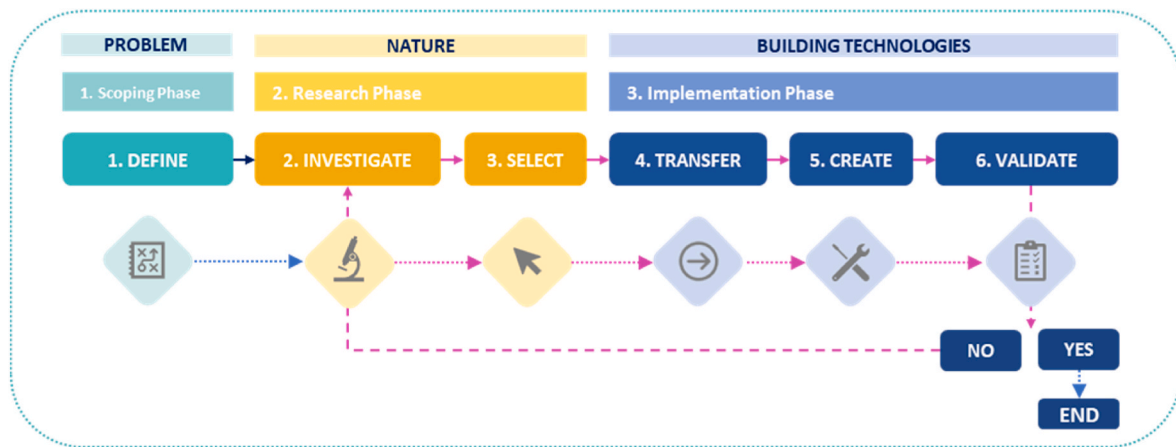 PROBLEM
NATURE
BUILDING TECHNOLOGIES
1. Scoping Phase
2. Research Phase
3. Implementation Phase
1. DEFINE
2. INVESTIGATE
3. SELECT
4. TRANSFER
5. CREATE
6. VALIDATE
NO
YES
END